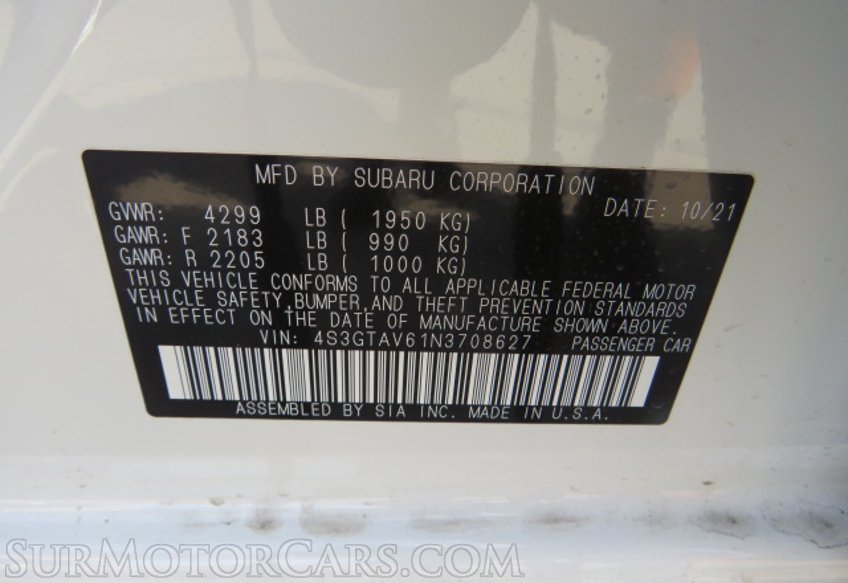 MFD BY SUBARU CORPORATION
DATE: 10/21
GVWR: 4299 LB ( 1950 KG)
GAWR: F 2183 LB ( 990 KG)
GAWR: R 2205 LB ( 1000 KG)
THIS VEHICLE CONFORMS TO ALL APPLICABLE FEDERAL MOTOR
VEHICLE SAFETY, BUMPER, AND THEFT PREVENTION STANDARDS
IN EFFECT ON THE DATE OF MANUFACTURE SHOWN ABOVE.
VIN: 4S3GTAV61N3708627 PASSENGER CAR
ASSEMBLED BY SIA INC. MADE IN U.S.A.
SURMOTORCARS.COM